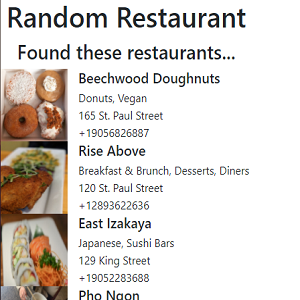 Random Restaurant
Found these restaurants...
Beechwood Doughnuts
Donuts, Vegan
165 St. Paul Street
+19056826887
Rise Above
Breakfast & Brunch, Desserts, Diners
120 St. Paul Street
+12893622636
East Izakaya
Japanese, Sushi Bars
129 King Street
+19052283688
Pho Ngon